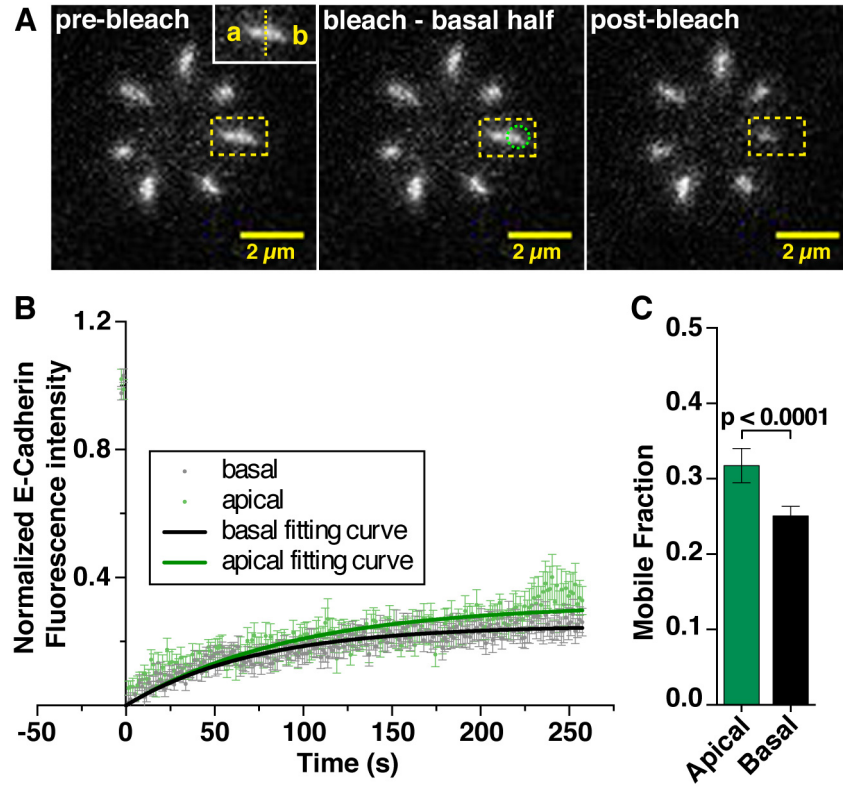 A
pre-bleach
a
b
2 µm
bleach - basal half
2 µm
post-bleach
2 µm
B
Normalized E-Cadherin
Fluorescence intensity
1.2
0.8
0.4
basal
apical
basal fitting curve
apical fitting curve
-50
0
50
100
150
200
250
Time (s)
C
Mobile Fraction
0.5
0.4
0.3
0.2
0.1
0.0
p < 0.0001
Apical
Basal